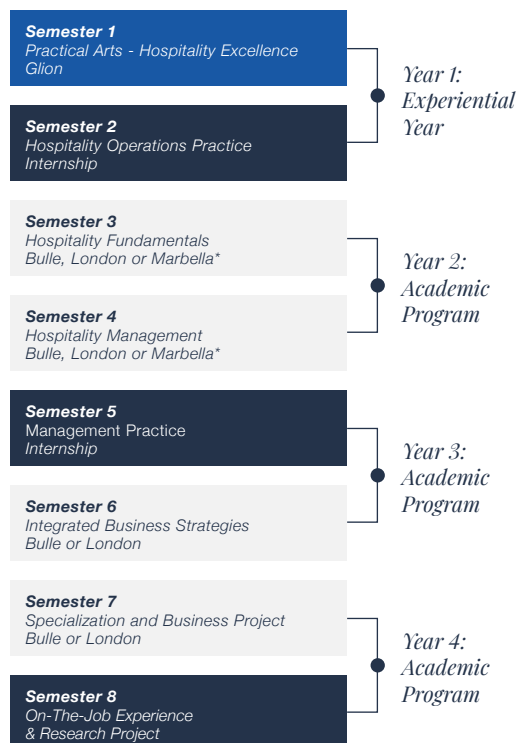 Semester 1
Practical Arts - Hospitality Excellence
Glion
Year 1:
Experiential
Year
Semester 2
Hospitality Operations Practice
Internship
Semester 3
Hospitality Fundamentals
Bulle, London or Marbella*
Year 2:
Academic
Program
Semester 4
Hospitality Management
Bulle, London or Marbella*
Semester 5
Management Practice
Internship
Year 3:
Academic
Program
Semester 6
Integrated Business Strategies
Bulle or London
Semester 7
Specialization and Business Project
Bulle or London
Year 4:
Academic
Program
Semester 8
On-The-Job Experience
& Research Project